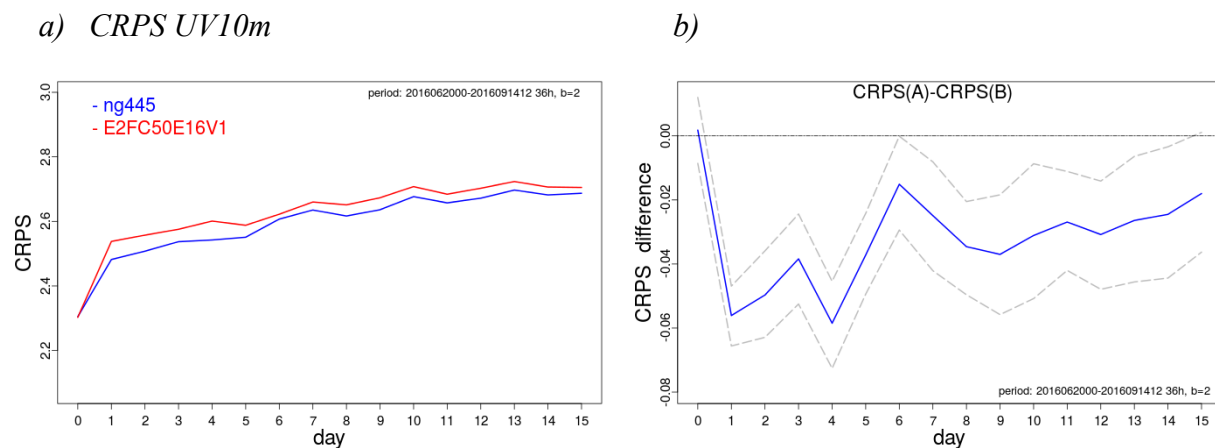 a) CRPS UV10m
b)
period: 2016062000-2016091412 36h, b=2
- ng445
- E2FC50E16V1
CRPS
3.0
2.8
2.6
2.4
2.2
0 1 2 3 4 5 6 7 8 9 10 11 12 13 14 15
day
CRPS(A)-CRPS(B)
CRPS difference
0.00
-0.02
-0.04
-0.06
-0.08
period: 2016062000-2016091412 36h, b=2
0 1 2 3 4 5 6 7 8 9 10 11 12 13 14 15
day